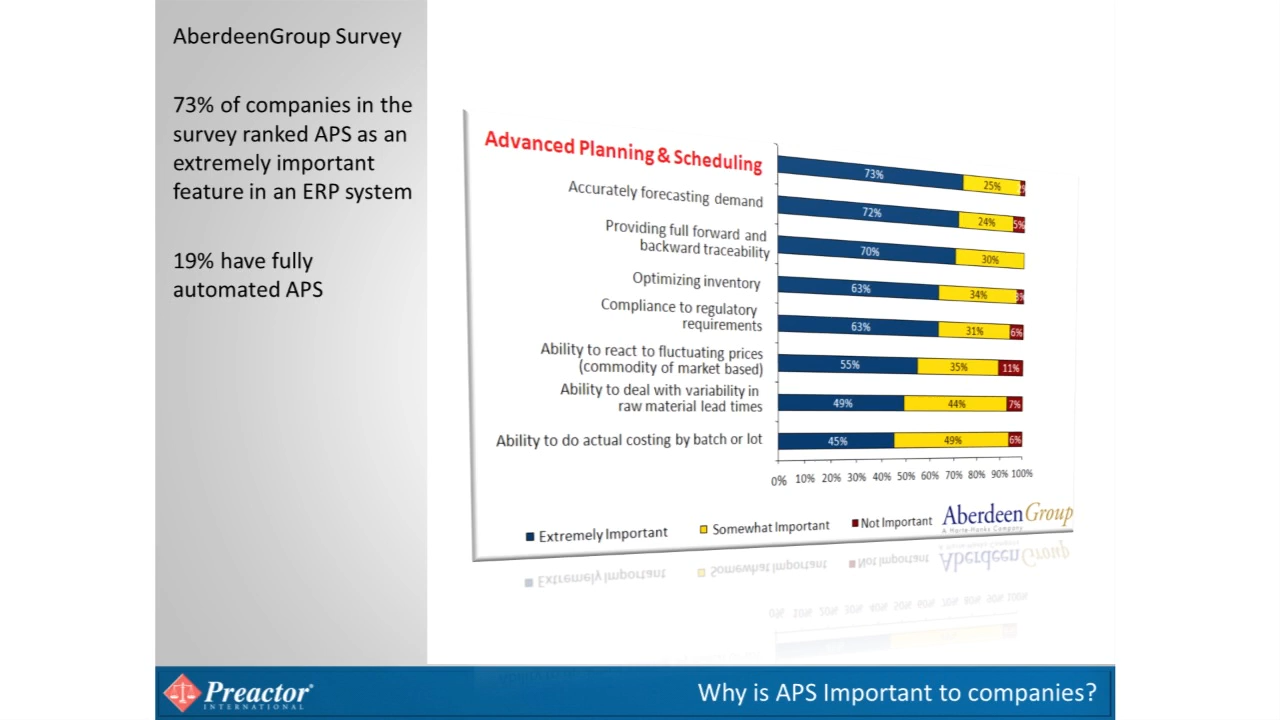 AberdeenGroup Survey
73% of companies in the
survey ranked APS as an
extremely important
feature in an ERP system
19% have fully
automated APS
Advanced Planning & Scheduling
73% 25%
Accurately forecasting demand
72% 24% 5%
Providing full forward and
backward traceability
70% 30%
Optimizing inventory
63% 34% 3%
Compliance to regulatory
requirements
63% 31% 6%
Ability to react to fluctuating prices
(commodity of market based)
55% 35% 11%
Ability to deal with variability in
raw material lead times
49% 44% 7%
Ability to do actual costing by batch or lot
45% 49% 6%
0% 10% 20% 30% 40% 50% 60% 70% 80% 90% 100%
Extremely Important Somewhat Important Not Important
AberdeenGroup
A Harte-Hanks Company
Preactor®
INTERNATIONAL
Why is APS Important to companies?